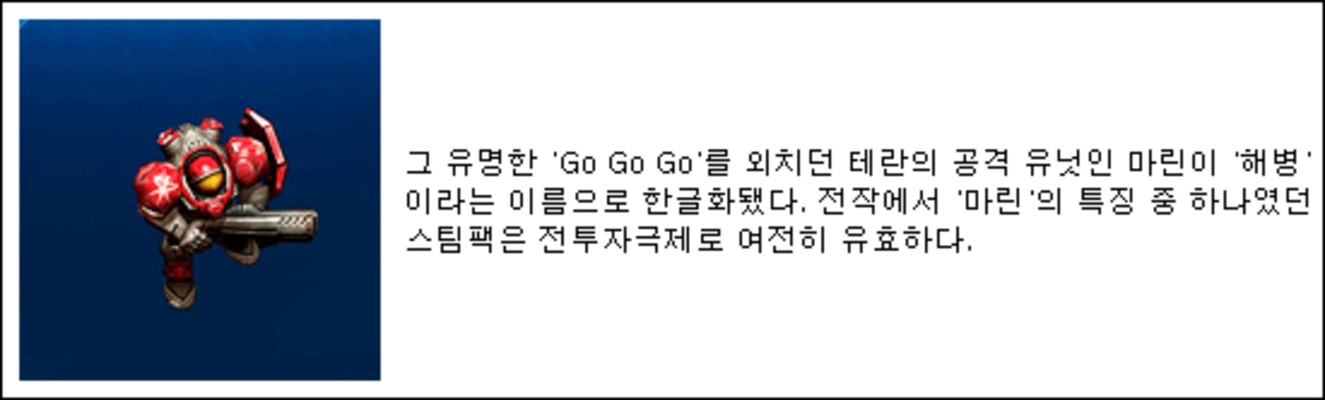 그 유명한 'Go Go Go'를 외치던 테란의 공격 유닛인 마린이 '해병'
이라는 이름으로 한글화됐다. 전작에서 '마린'의 특징 중 하나였던
스팀팩은 전투자극제로 여전히 유효하다.